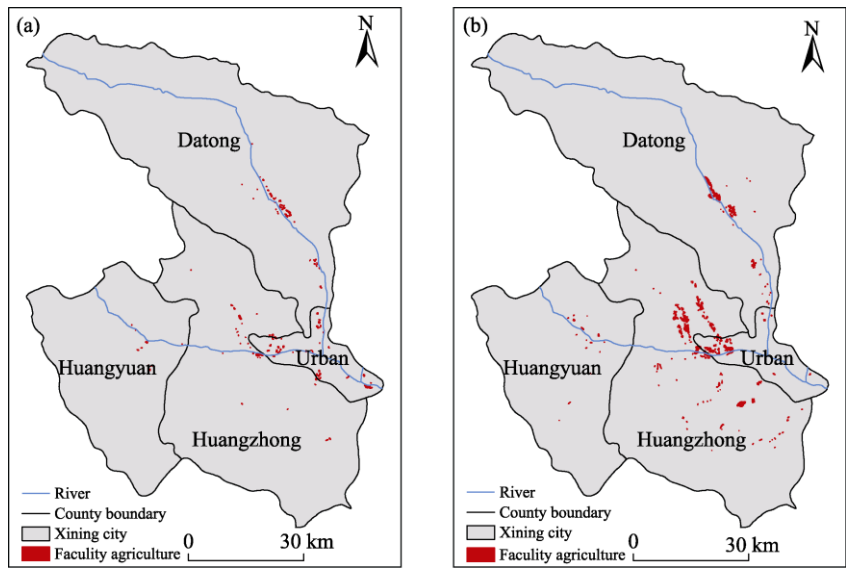 (a)
N
Datong
Huangyuan
Urban
Huangzhong
River
County boundary
Xining city
Faculity agriculture
0 30 km
(b)
N
Datong
Huangyuan
Urban
Huangzhong
River
County boundary
Xining city
Faculity agriculture
0 30 km